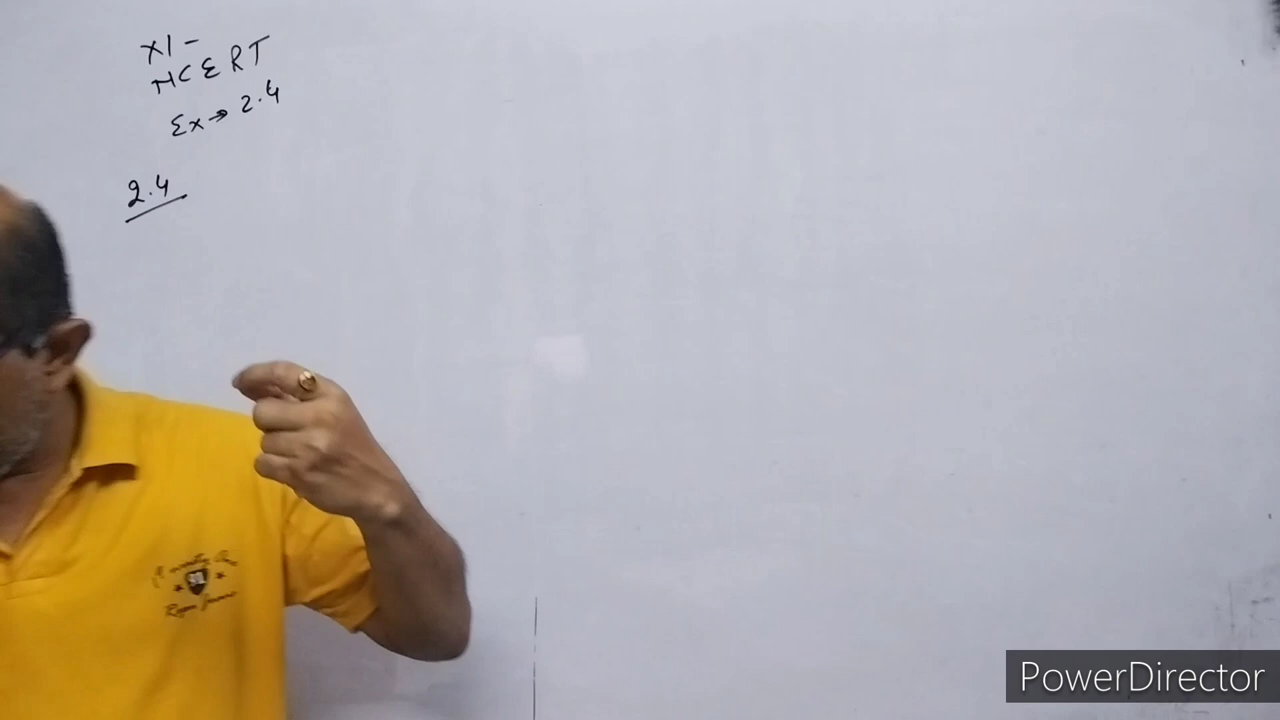 XI -
NCERT
Ex → 2.4
2.4
PowerDirector